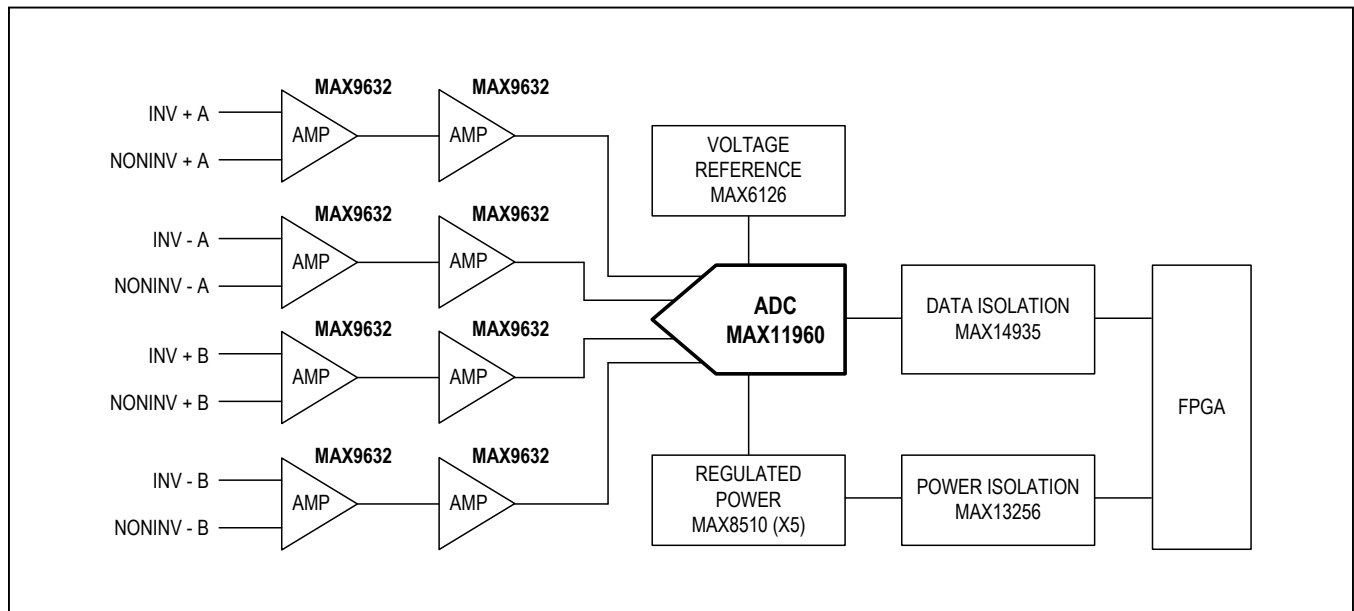 MAX9632
MAX9632
INV + A
NONINV + A
AMP
AMP
MAX9632
MAX9632
INV - A
NONINV - A
AMP
AMP
MAX9632
MAX9632
INV + B
NONINV + B
AMP
AMP
MAX9632
MAX9632
INV - B
NONINV - B
AMP
AMP
VOLTAGE
REFERENCE
MAX6126
ADC
MAX11960
REGULATED
POWER
MAX8510 (X5)
DATA ISOLATION
MAX14935
POWER ISOLATION
MAX13256
FPGA